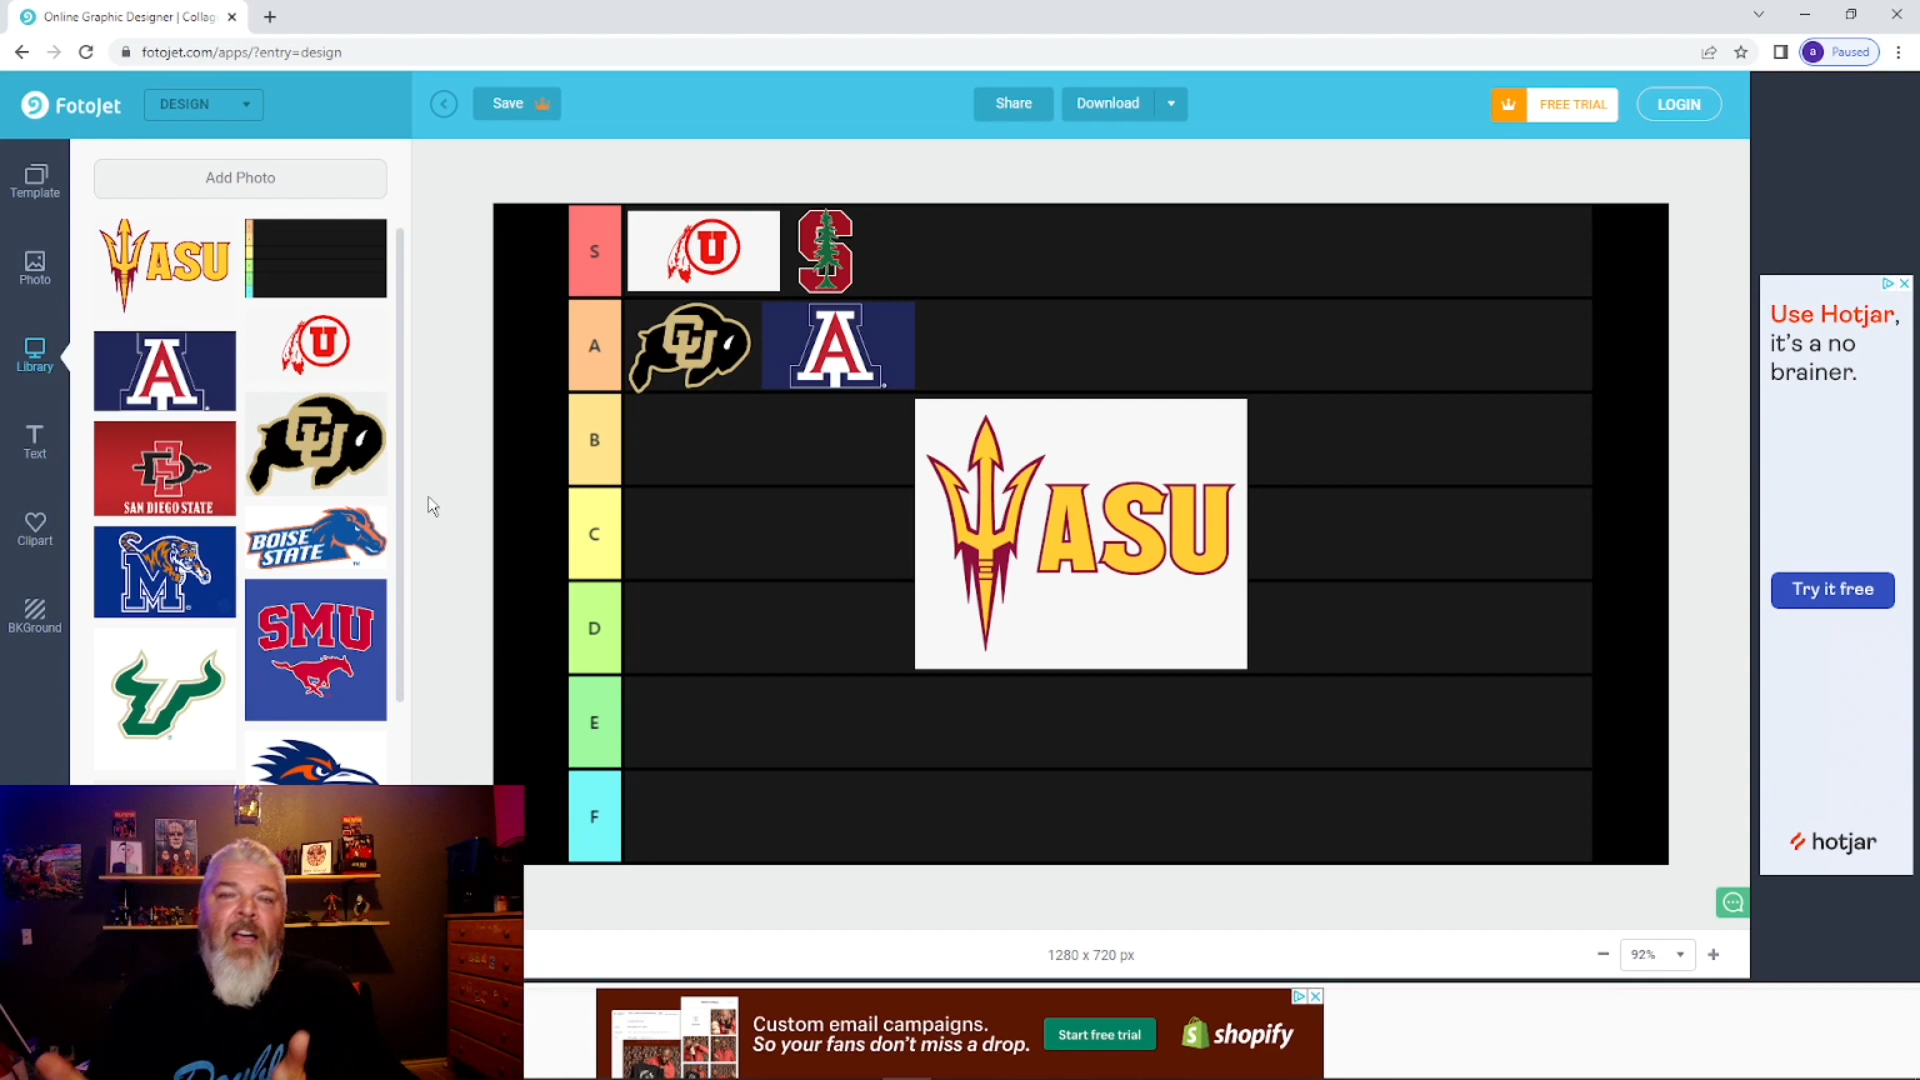 Online Graphic Designer | Collag
fotojet.com/apps/?entry=design
a Paused
FotoJet
DESIGN
Save
Share
Download
FREE TRIAL
LOGIN
Template
Photo
Library
Text
Clipart
BKGround
Add Photo
ASU
U
A
CU
SAN DIEGO STATE
BOISE
STATE
M
SMU
U
S
U
S
A
CU
A
B
C
D
E
F
ASU
Use Hotjar,
it's a no
brainer.
Try it free
hotjar
1280 x 720 px
92%
Custom email campaigns.
So your fans don't miss a drop.
Start free trial
shopify